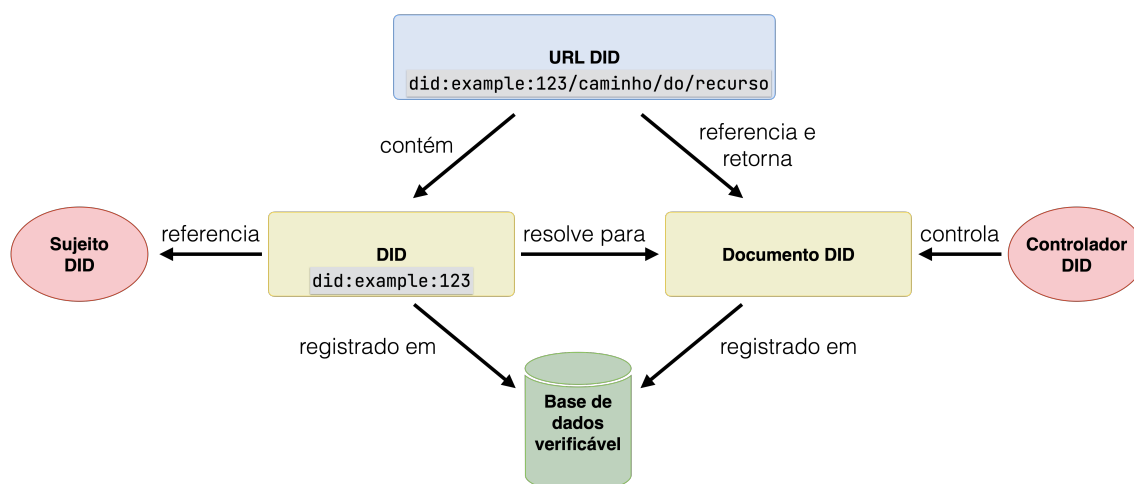 URL DID
did:example:123/caminho/do/recurso
contém
referencia e
retorna
Sujeito
DID
referencia
DID
did:example:123
resolve para
Documento DID
controla
Controlador
DID
registrado em
registrado em
Base de
dados
verificável